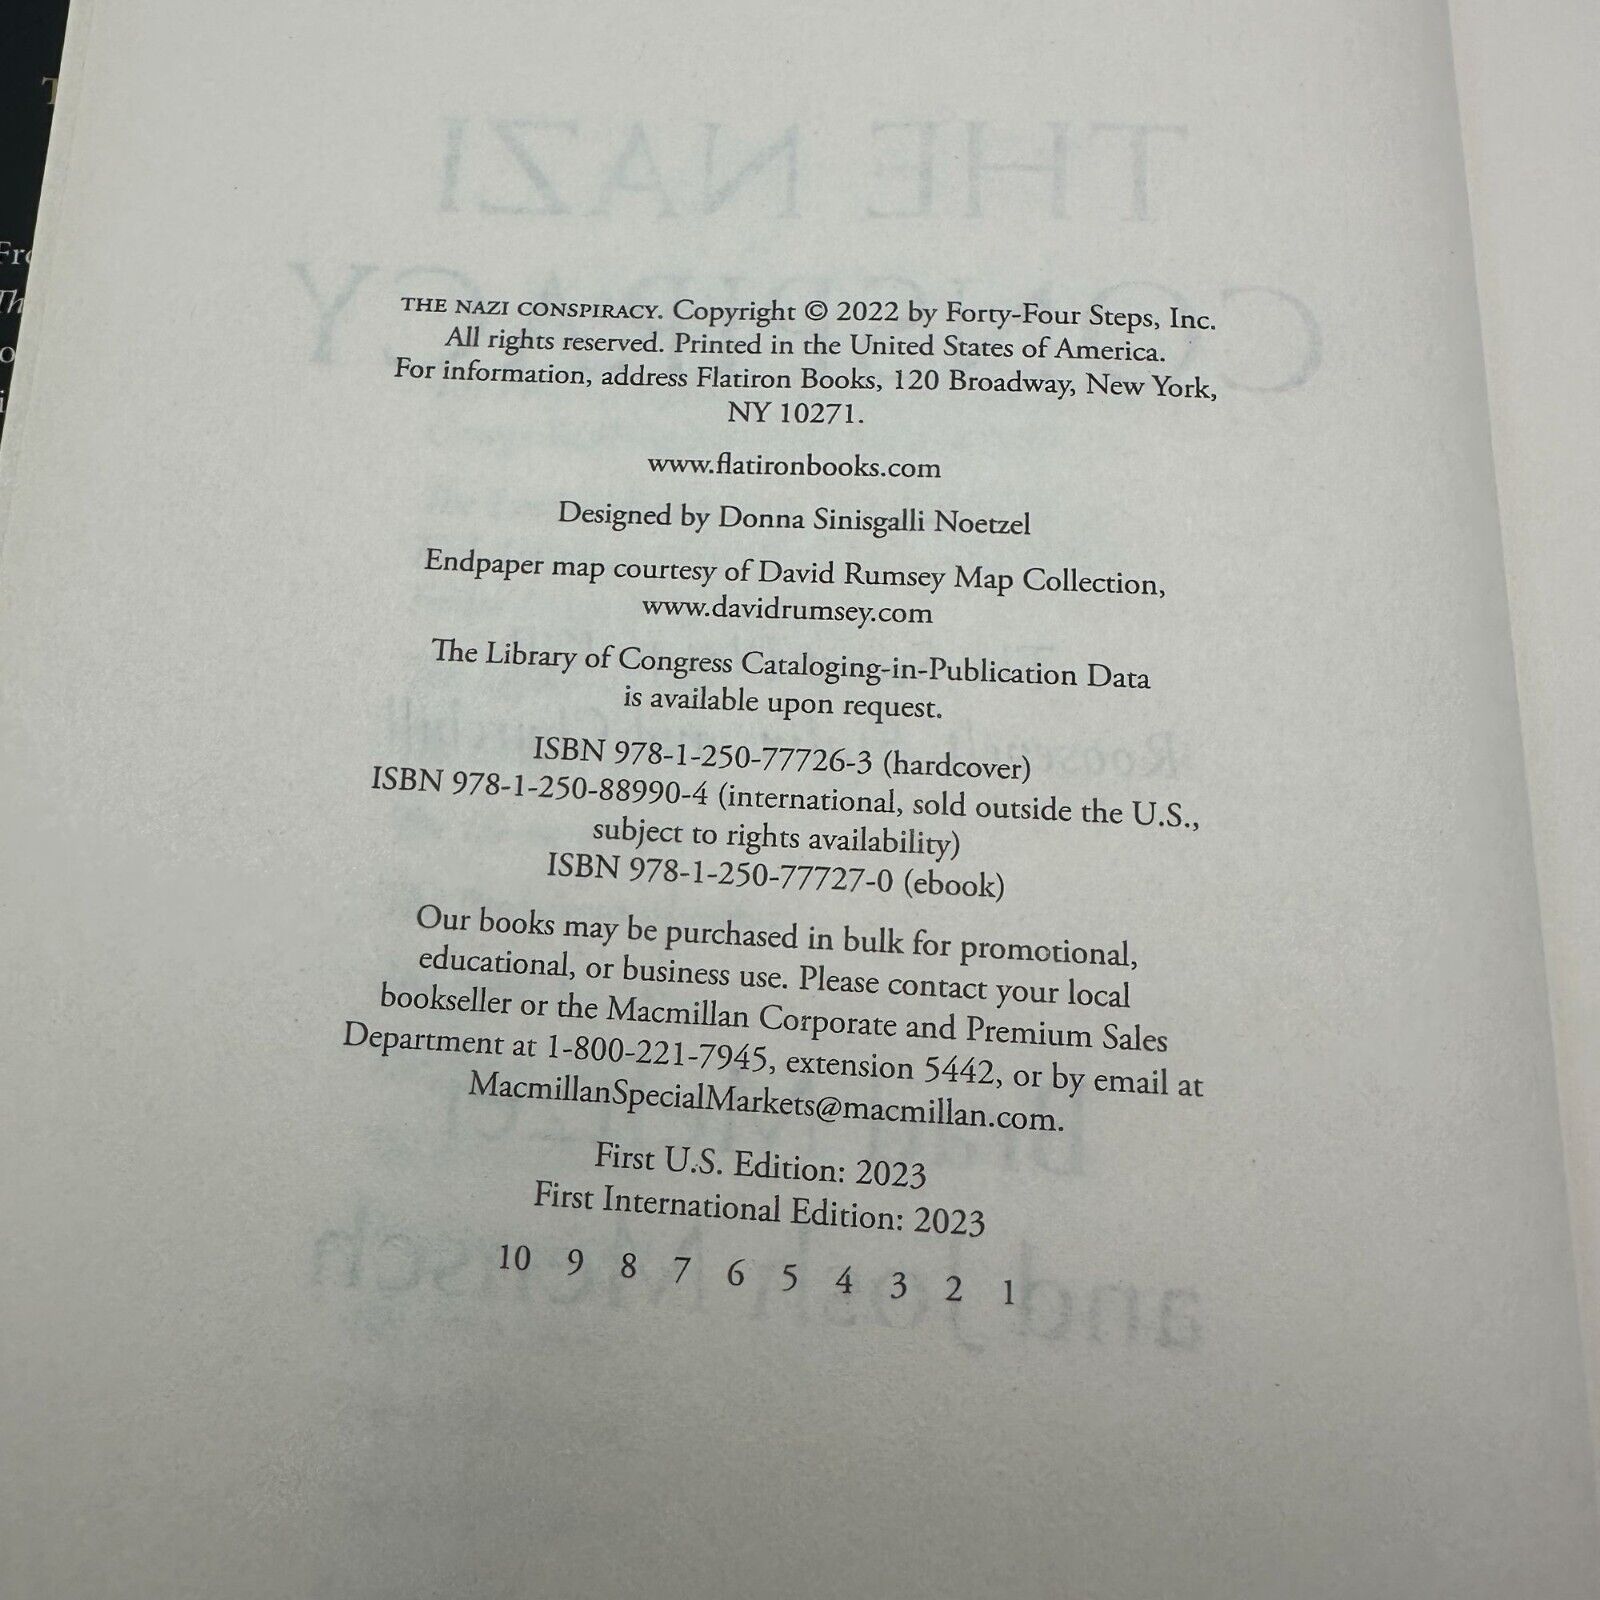 THE NAZI CONSPIRACY. Copyright © 2022 by Forty-Four Steps, Inc.
All rights reserved. Printed in the United States of America.
For information, address Flatiron Books, 120 Broadway, New York,
NY 10271.
www.flatironbooks.com
Designed by Donna Sinisgalli Noetzel
Endpaper map courtesy of David Rumsey Map Collection,
www.davidrumsey.com
The Library of Congress Cataloging-in-Publication Data
is available upon request.
ISBN 978-1-250-77726-3 (hardcover)
ISBN 978-1-250-88990-4 (international, sold outside the U.S.,
subject to rights availability)
ISBN 978-1-250-77727-0 (ebook)
Our books may be purchased in bulk for promotional,
educational, or business use. Please contact your local
bookseller or the Macmillan Corporate and Premium Sales
Department at 1-800-221-7945, extension 5442, or by email at
MacmillanSpecialMarkets@macmillan.com.
First U.S. Edition: 2023
First International Edition: 2023
10 9 8 7 6 5 4 3 2 1